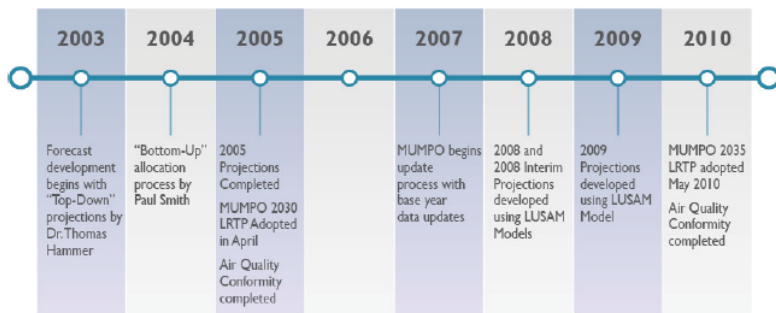 2003
2004
2005
2006
2007
2008
2009
2010
Forecast
development
begins with
"Top-Down"
projections by
Dr. Thomas
Hammer
"Bottom-Up"
allocation
process by
Paul Smith
2005
Projections
Completed
MUMPO 2030
LRTP Adopted
in April
Air Quality
Conformity
completed
MUMPO begins
update
process with
base year
data updates
2008 and
2008 Interim
Projections
developed
using LUSAM
Models
2009
Projections
developed
using LUSAM
Model
MUMPO 2035
LRTP adopted
May 2010
Air Quality
Conformity
completed